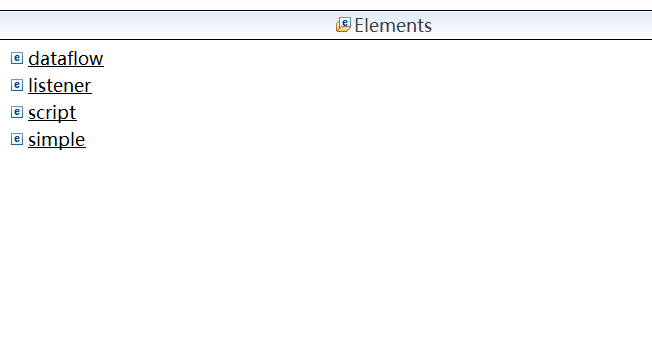 Elements
dataflow
listener
script
simple